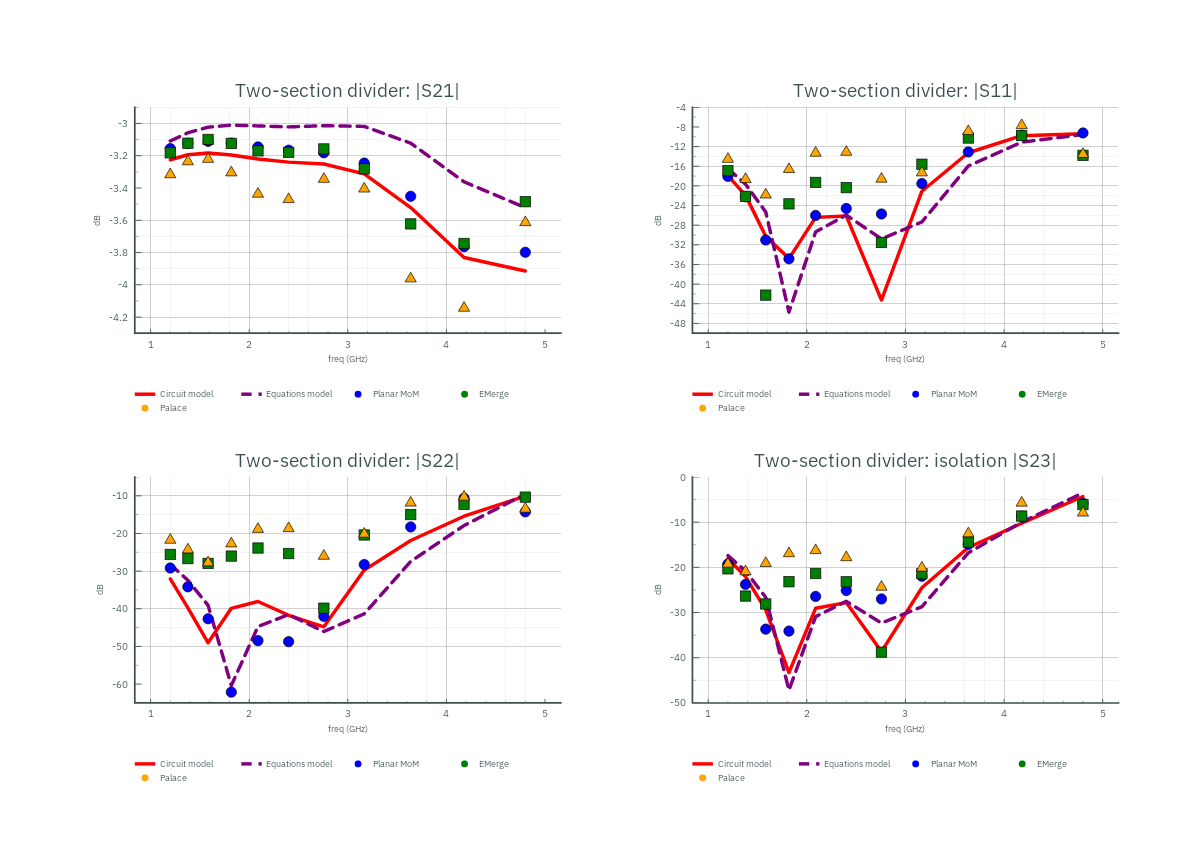 Two-section divider: |S21|
-3
-3.2
-3.4
-3.6
-3.8
-4
-4.2
dB
1 2 3 4 5
freq (GHz)
Circuit model Equations model Planar MoM EMerge
Palace
Two-section divider: |S11|
-4
-8
-12
-16
-20
-24
-28
-32
-36
-40
-44
-48
dB
1 2 3 4 5
freq (GHz)
Circuit model Equations model Planar MoM EMerge
Palace
Two-section divider: |S22|
-10
-20
-30
-40
-50
-60
dB
1 2 3 4 5
freq (GHz)
Circuit model Equations model Planar MoM EMerge
Palace
Two-section divider: isolation |S23|
0
-10
-20
-30
-40
-50
dB
1 2 3 4 5
freq (GHz)
Circuit model Equations model Planar MoM EMerge
Palace